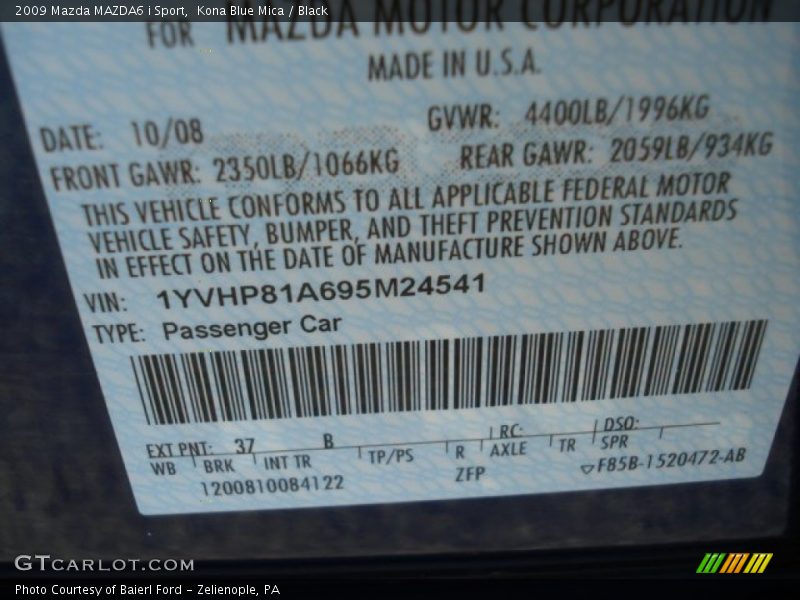 2009 Mazda MAZDA6 i Sport,  Kona Blue Mica / Black
FOR MAZDA MOTOR CORPORATION
MADE IN U.S.A.
DATE: 10/08 GVWR: 4400LB/1996KG
FRONT GAWR: 2350LB/1066KG REAR GAWR: 2059LB/934KG
THIS VEHICLE CONFORMS TO ALL APPLICABLE FEDERAL MOTOR
VEHICLE SAFETY, BUMPER, AND THEFT PREVENTION STANDARDS
IN EFFECT ON THE DATE OF MANUFACTURE SHOWN ABOVE.
VIN: 1YVHP81A695M24541
TYPE: Passenger Car
EXT PNT: 37 B RC: DSO:
WB BRK INT TR TP/PS R AXLE TR SPR
1200810084122 ZFP ▽F85B-1520472-AB
GTCARLOT.COM
Photo Courtesy of Baierl Ford - Zelienople, PA